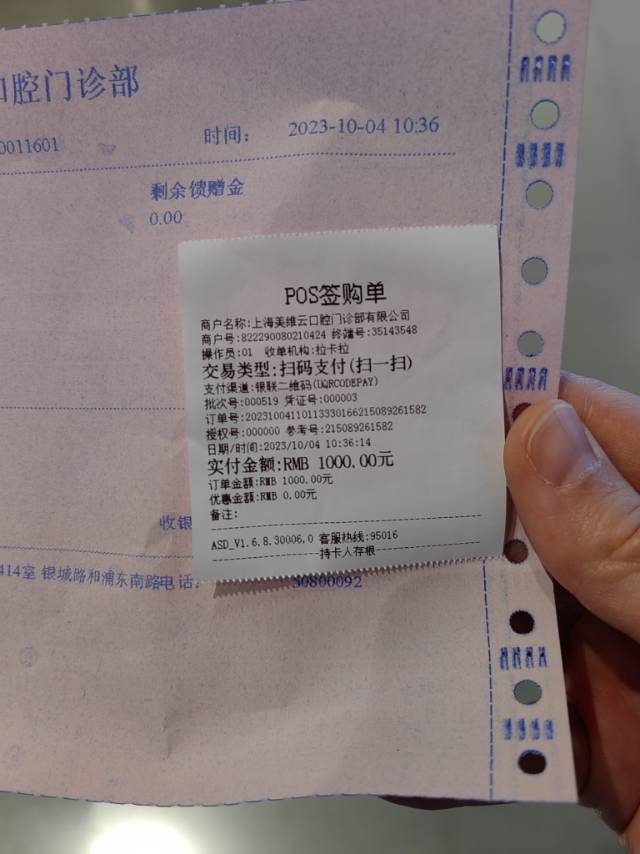 口腔门诊部
0011601
时间： 2023-10-04 10:36
剩余馈赠金
0.00
POS签购单
商户名称:上海美维云口腔门诊部有限公司
商户号:822290080210424 终端号:35143548
操作员:01 收单机构:拉卡拉
交易类型:扫码支付(扫一扫)
支付渠道:银联二维码(UQRCODEPAY)
批次号:000519 凭证号:000003
订单号:20231004110113330166215089261582
授权号:000000 参考号:215089261582
日期/时间:2023/10/04 10:36:14
实付金额:RMB 1000.00元
订单金额:RMB 1000.00元
优惠金额:RMB 0.00元
备注:
ASD_V1.6.8.30006.0 客服热线:95016
持卡人存根
收银
414室 银城路和浦东南路电话： 50800092